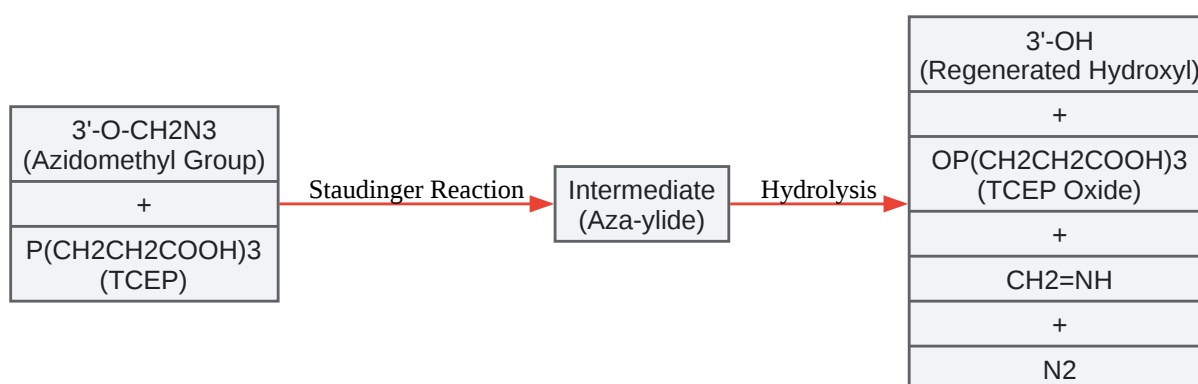 3'-O-CH2N3
(Azidomethyl Group)
+
P(CH2CH2COOH)3
(TCEP)
Staudinger Reaction
Intermediate
(Aza-ylide)
Hydrolysis
3'-OH
(Regenerated Hydroxyl)
+
OP(CH2CH2COOH)3
(TCEP Oxide)
+
CH2=NH
+
N2